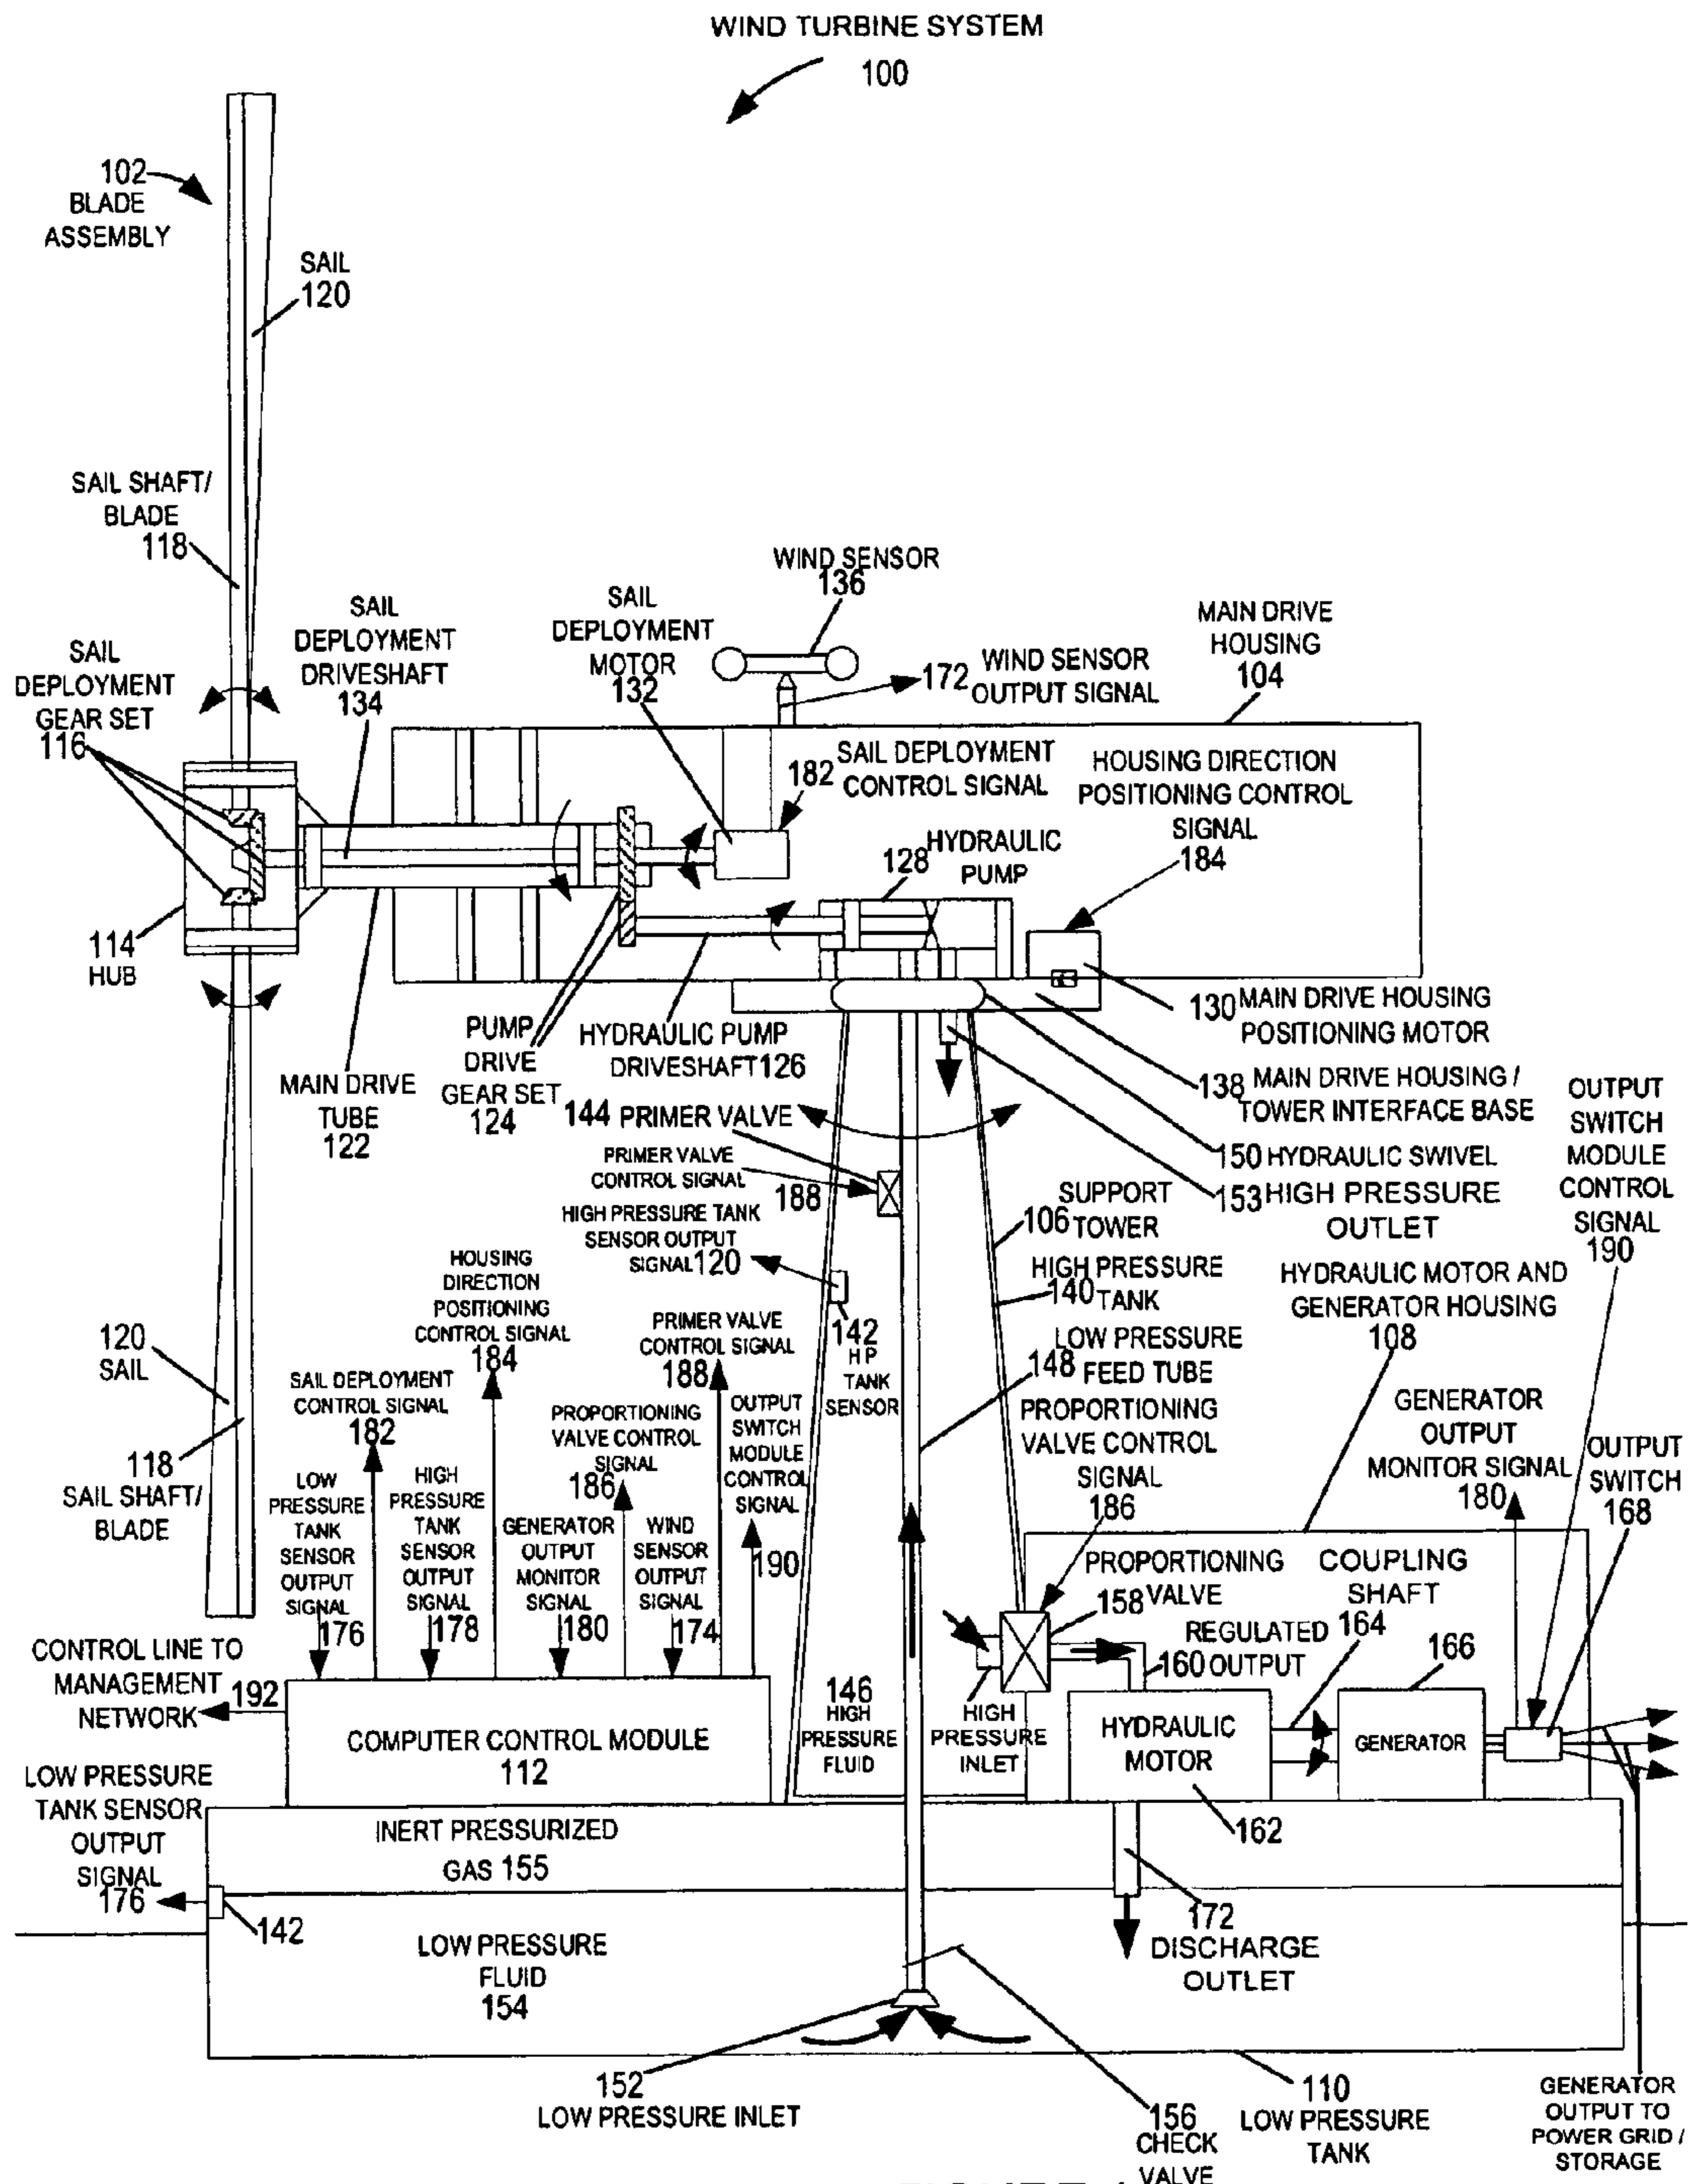 WIND TURBINE SYSTEM
100
102
BLADE
ASSEMBLY
SAIL
120
SAIL SHAFT/
BLADE
118
WIND SENSOR
136
SAIL
DEPLOYMENT
MOTOR
132
SAIL
DEPLOYMENT
DRIVESHAFT
134
SAIL
DEPLOYMENT
GEAR SET
116
172 WIND SENSOR
OUTPUT SIGNAL
MAIN DRIVE
HOUSING
104
182 SAIL DEPLOYMENT
CONTROL SIGNAL
HOUSING DIRECTION
POSITIONING CONTROL
SIGNAL
184
128 HYDRAULIC
PUMP
114
HUB
MAIN DRIVE
TUBE
122
PUMP
DRIVE
GEAR SET
124
HYDRAULIC PUMP
DRIVESHAFT 126
130 MAIN DRIVE HOUSING
POSITIONING MOTOR
138 MAIN DRIVE HOUSING /
TOWER INTERFACE BASE
150 HYDRAULIC SWIVEL
153 HIGH PRESSURE
OUTLET
OUTPUT
SWITCH
MODULE
CONTROL
SIGNAL
190
144 PRIMER VALVE
PRIMER VALVE
CONTROL SIGNAL
188
HIGH PRESSURE TANK
SENSOR OUTPUT
SIGNAL 120
106 SUPPORT
TOWER
HIGH PRESSURE
140 TANK
142
HP
TANK
SENSOR
LOW PRESSURE
148 FEED TUBE
PROPORTIONING
VALVE CONTROL
SIGNAL
186
HYDRAULIC MOTOR AND
GENERATOR HOUSING
108
GENERATOR
OUTPUT
MONITOR SIGNAL
180
OUTPUT
SWITCH
168
120
SAIL
118
SAIL SHAFT/
BLADE
HOUSING
DIRECTION
POSITIONING
CONTROL SIGNAL
184
PRIMER VALVE
CONTROL SIGNAL
188
SAIL DEPLOYMENT
CONTROL SIGNAL
182
PROPORTIONING
VALVE CONTROL
SIGNAL
186
OUTPUT
SWITCH
MODULE
CONTROL
SIGNAL
190
LOW
PRESSURE
TANK
SENSOR
OUTPUT
SIGNAL
176
HIGH
PRESSURE
TANK
SENSOR
OUTPUT
SIGNAL
178
GENERATOR
OUTPUT
MONITOR
SIGNAL
180
WIND
SENSOR
OUTPUT
SIGNAL
174
CONTROL LINE TO
MANAGEMENT
NETWORK
192
COMPUTER CONTROL MODULE
112
146
HIGH
PRESSURE
FLUID
HIGH
PRESSURE
INLET
PROPORTIONING
158 VALVE
COUPLING
SHAFT
164
REGULATED
160 OUTPUT
HYDRAULIC
MOTOR
162
166
GENERATOR
LOW PRESSURE
TANK SENSOR
OUTPUT
SIGNAL
176
142
INERT PRESSURIZED
GAS 155
LOW PRESSURE
FLUID
154
172
DISCHARGE
OUTLET
152
LOW PRESSURE INLET
156
CHECK
VALVE
110
LOW PRESSURE
TANK
GENERATOR
OUTPUT TO
POWER GRID /
STORAGE